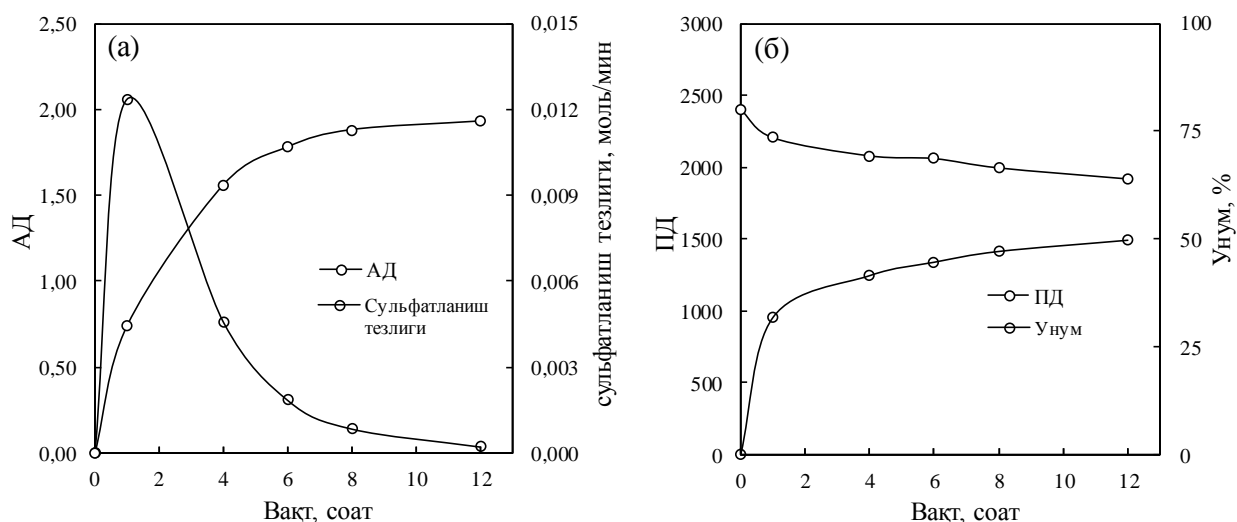 (а)
2,50
2,00
1,50
1,00
0,50
0,00
АД
0,015
0,012
0,009
0,006
0,003
0,000
сульфатланиш тезлиги, моль/мин
АД
Сульфатланиш
тезлиги
0 2 4 6 8 10 12
Вақт, соат
(б)
3000
2500
2000
1500
1000
500
0
ПД
100
75
50
25
0
Унум, %
ПД
Унум
0 2 4 6 8 10 12
Вақт, соат